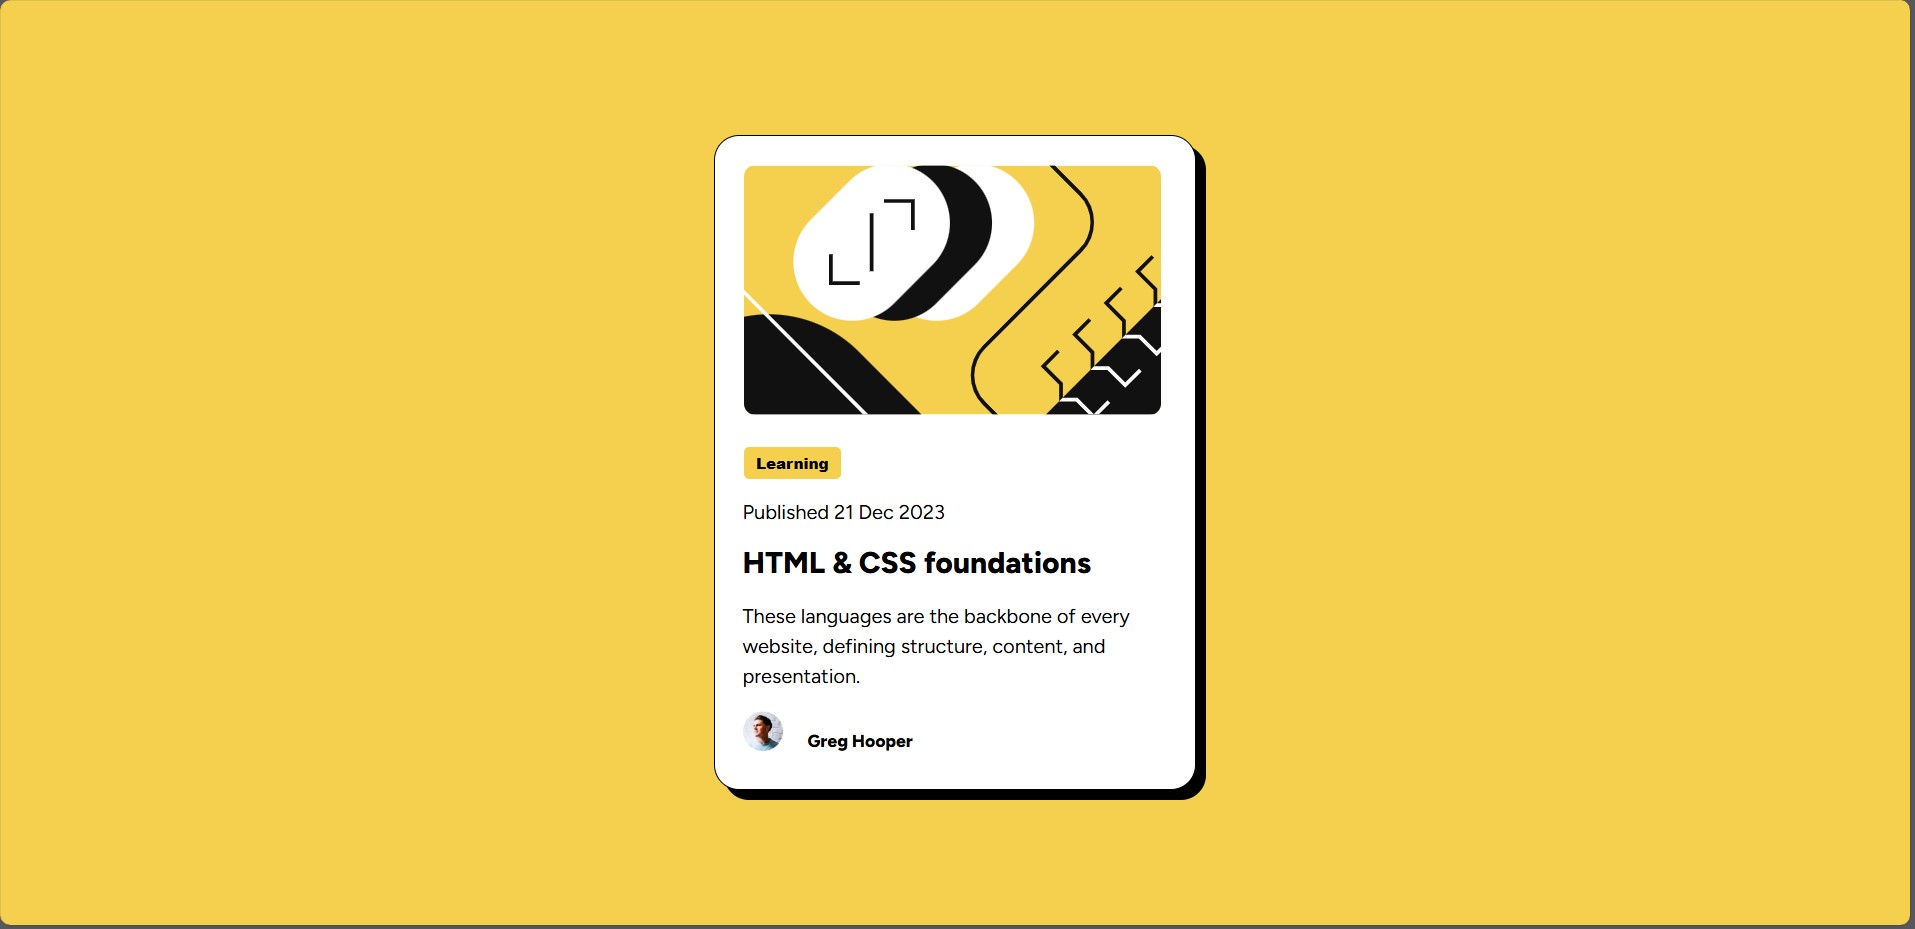 Learning
Published 21 Dec 2023
HTML & CSS foundations
These languages are the backbone of every
website, defining structure, content, and
presentation.
Greg Hooper